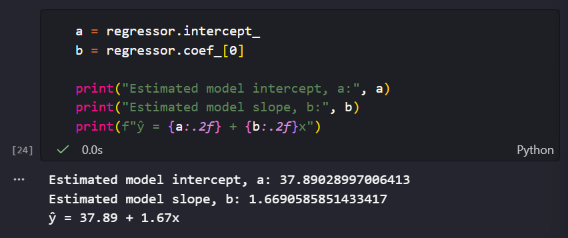 a = regressor.intercept_
b = regressor.coef_[0]
print("Estimated model intercept, a:", a)
print("Estimated model slope, b:", b)
print(f"ŷ = {a:.2f} + {b:.2f}x")
[24]
0.0s
Python
Estimated model intercept, a: 37.89028997006413
Estimated model slope, b: 1.6690585851433417
ŷ = 37.89 + 1.67x